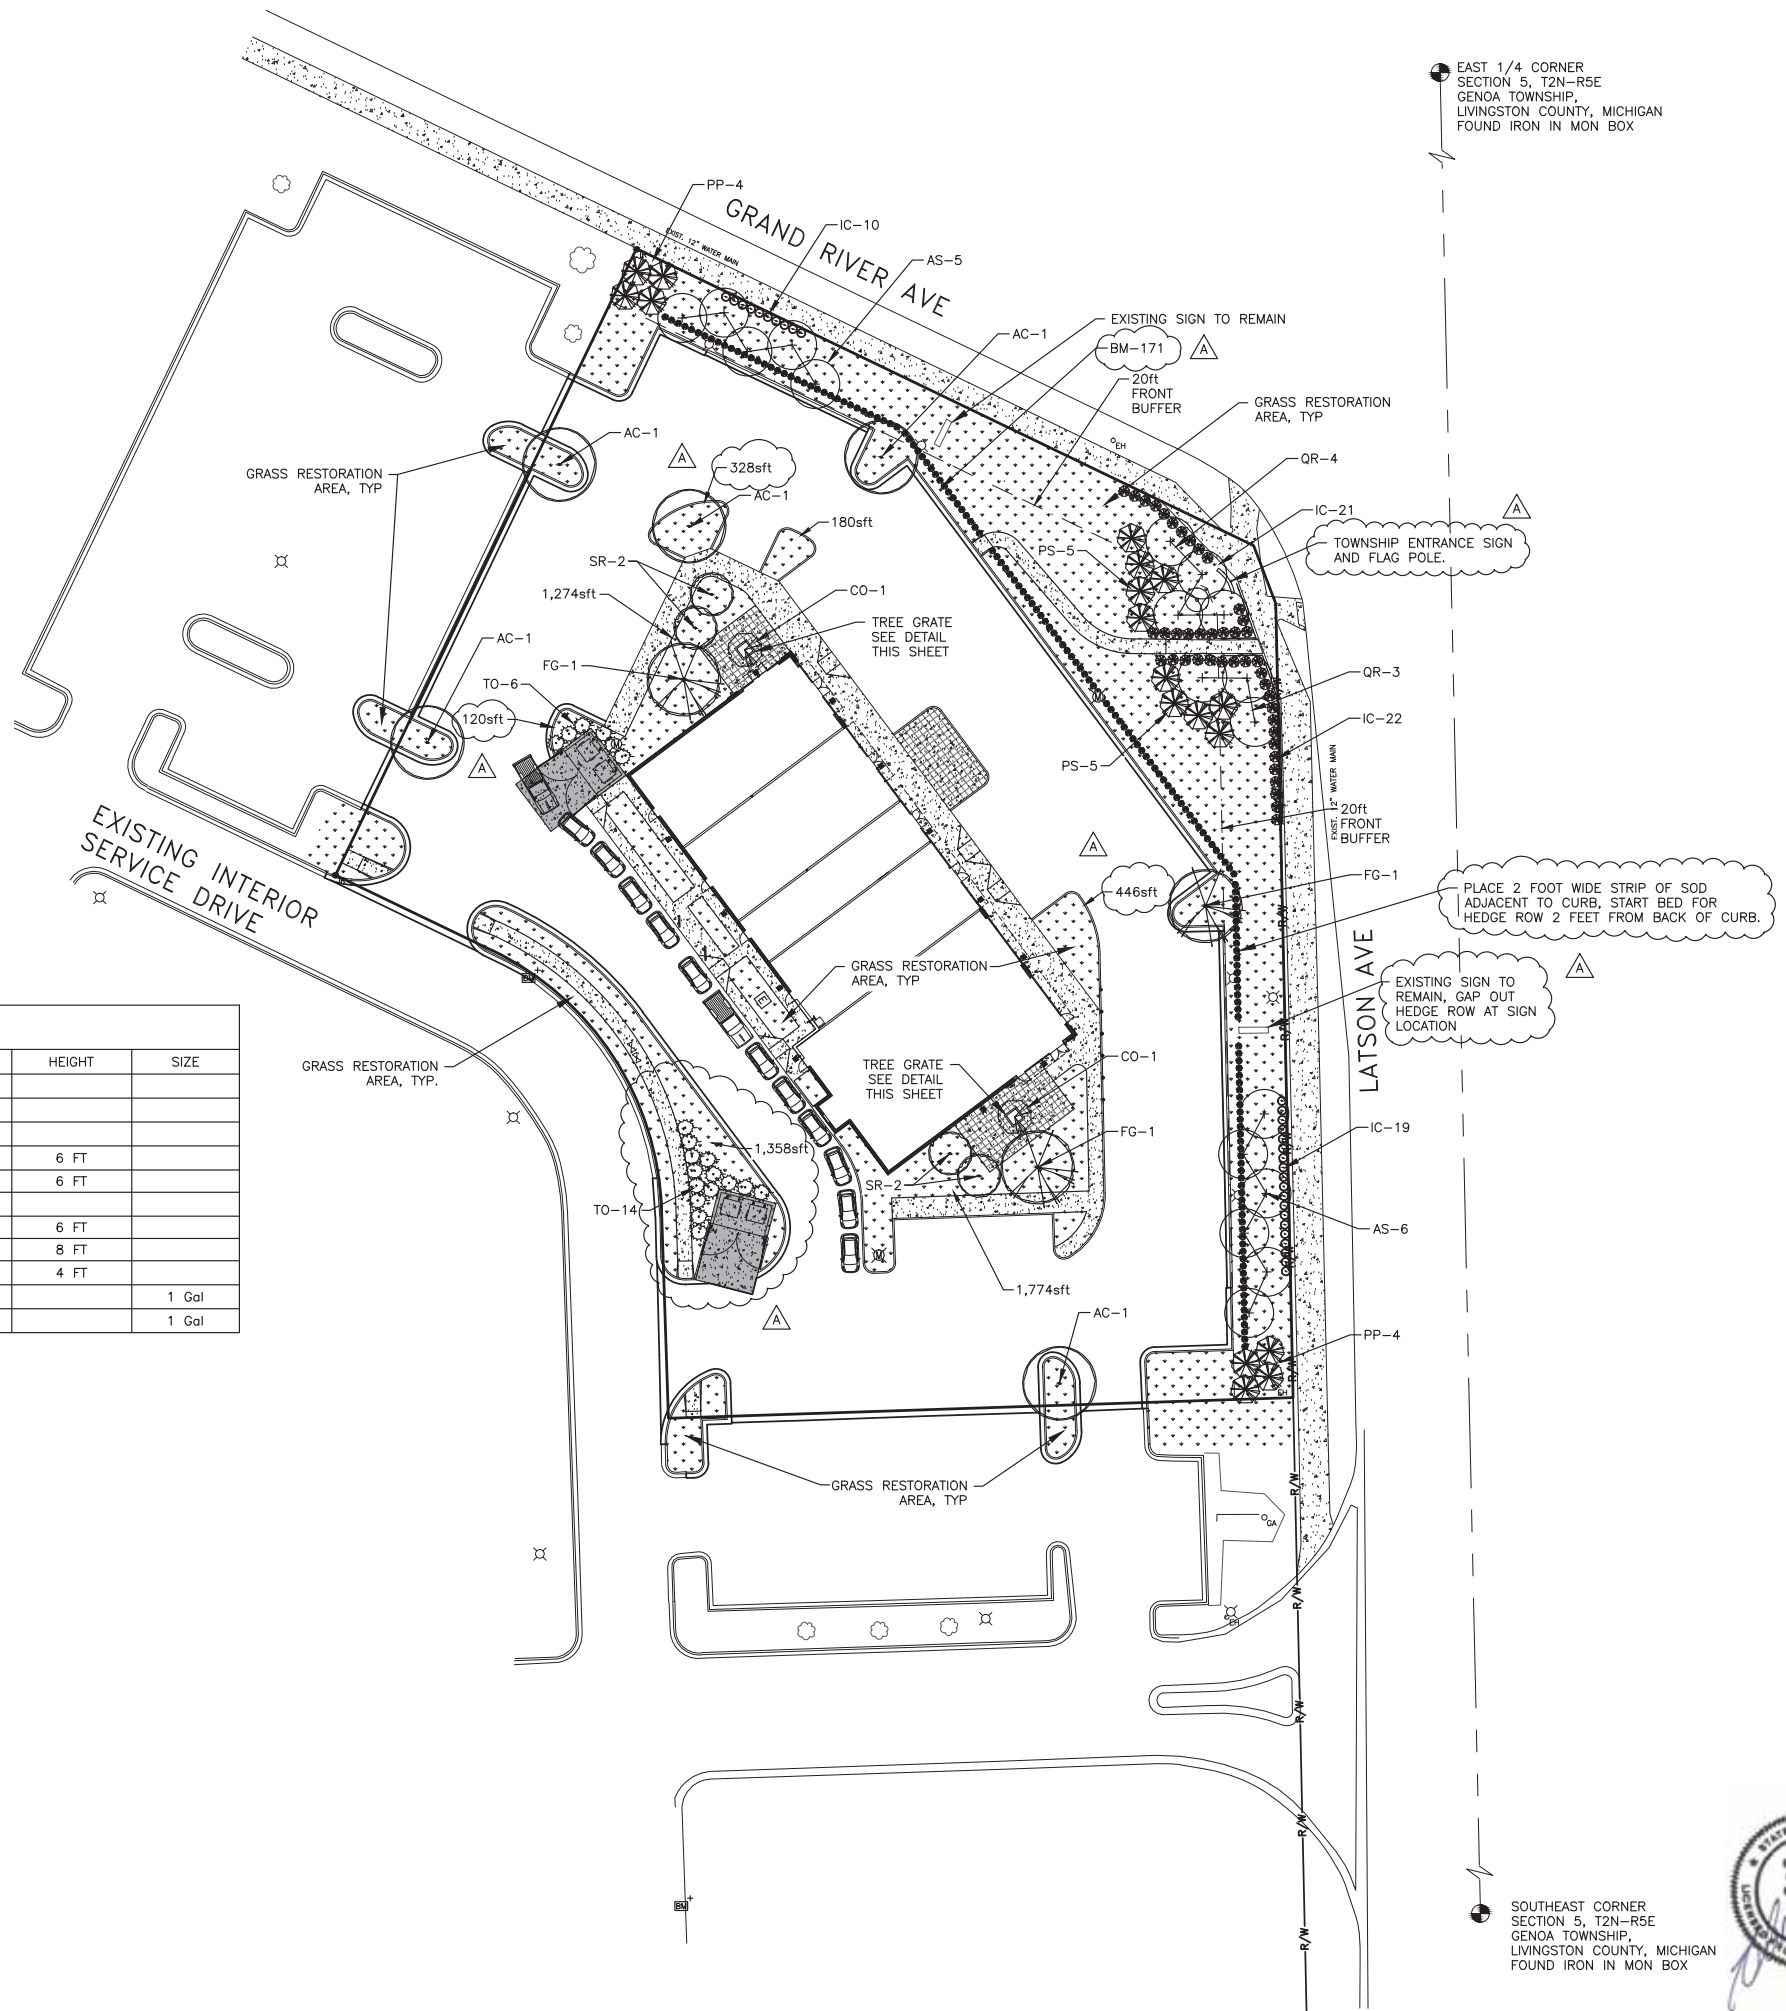 EAST 1/4 CORNER
SECTION 5, T2N-R5E
GENOA TOWNSHIP,
LIVINGSTON COUNTY, MICHIGAN
FOUND IRON IN MON BOX
PP-4
GRAND RIVER AVE
EXIST. 12" WATER MAIN
IC-10
AS-5
AC-1
EXISTING SIGN TO REMAIN
BM-171
A
20ft
FRONT
BUFFER
GRASS RESTORATION
AREA, TYP
EH
QR-4
IC-21
A
TOWNSHIP ENTRANCE SIGN
AND FLAG POLE.
AC-1
GRASS RESTORATION
AREA, TYP
A
328sft
AC-1
180sft
PS-5
SR-2
1,274sft
CO-1
TREE GRATE
SEE DETAIL
THIS SHEET
AC-1
FG-1
TO-6
120sft
A
QR-3
IC-22
PS-5
EXIST. 12" WATER MAIN
20ft
FRONT
BUFFER
EXISTING INTERIOR
SERVICE DRIVE
A
446sft
FG-1
PLACE 2 FOOT WIDE STRIP OF SOD
ADJACENT TO CURB, START BED FOR
HEDGE ROW 2 FEET FROM BACK OF CURB.
A
R/W
LATSON AVE
EXISTING SIGN TO
REMAIN, GAP OUT
HEDGE ROW AT SIGN
LOCATION
R/W
GRASS RESTORATION
AREA, TYP
E
BM
GRASS RESTORATION
AREA, TYP.
HEIGHT SIZE
6 FT
6 FT
6 FT
8 FT
4 FT
1 Gal
1 Gal
TREE GRATE
SEE DETAIL
THIS SHEET
CO-1
FG-1
IC-19
1,358sft
SR-2
TO-14
AS-6
M
1,774sft
A
AC-1
PP-4
R/W
EH
GRASS RESTORATION
AREA, TYP
R/W
GA
R/W
EH
R/W
R/W
BM
R/W
SOUTHEAST CORNER
SECTION 5, T2N-R5E
GENOA TOWNSHIP,
LIVINGSTON COUNTY, MICHIGAN
FOUND IRON IN MON BOX